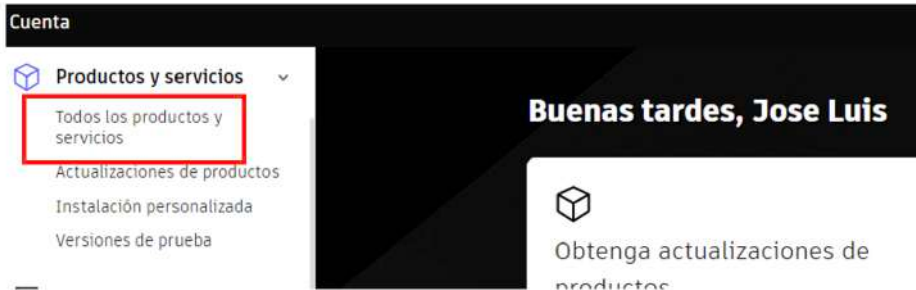 Cuenta
Productos y servicios
Todos los productos y
servicios
Actualizaciones de productos
Instalación personalizada
Versiones de prueba
Buenas tardes, Jose Luis
Obtenga actualizaciones de
productos